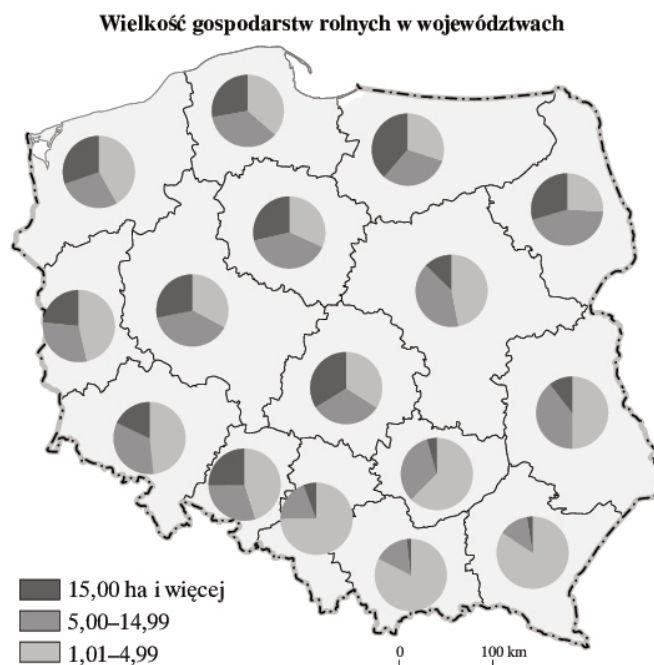 Wielkość gospodarstw rolnych w województwach
15,00 ha i więcej
5,00–14,99
1,01–4,99
0 100 km